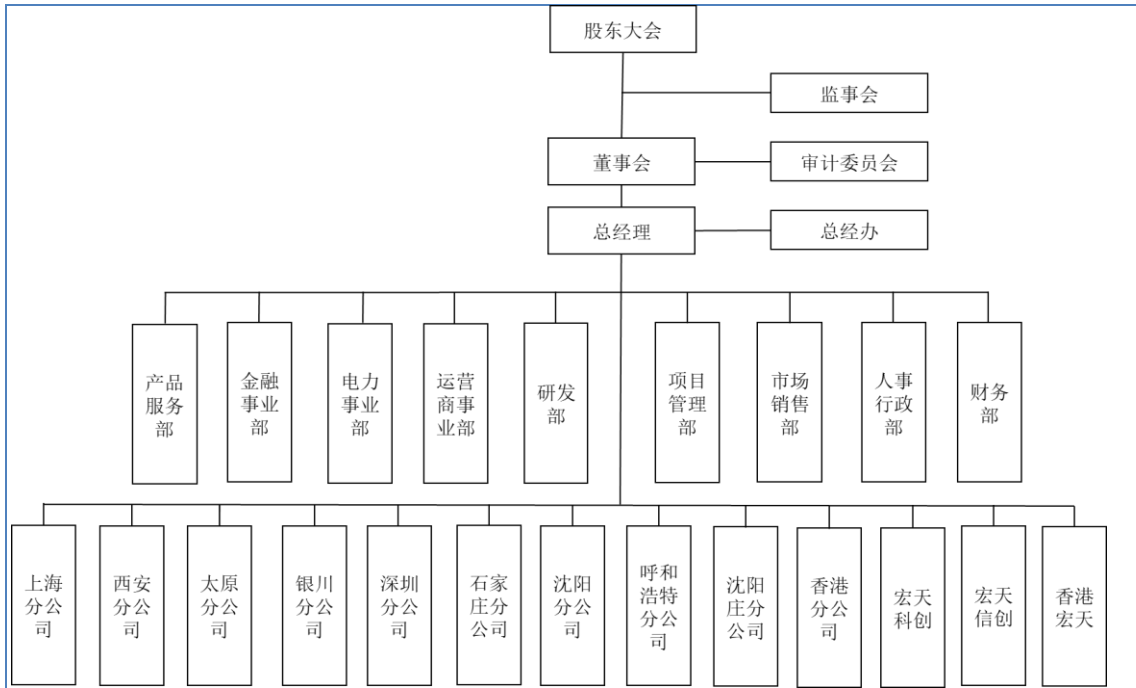 股东大会
监事会
董事会
审计委员会
总经理
总经办
产品
服务
部
金融
事业
部
电力
事业
部
运营
商事
业部
研发
部
项目
管理
部
市场
销售
部
人事
行政
部
财务
部
上海
分公
司
西安
分公
司
太原
分公
司
银川
分公
司
深圳
分公
司
石家
庄分
公司
沈阳
分公
司
呼和
浩特
分公
司
沈阳
庄分
公司
香港
分公
司
宏天
科创
宏天
信创
香港
宏天